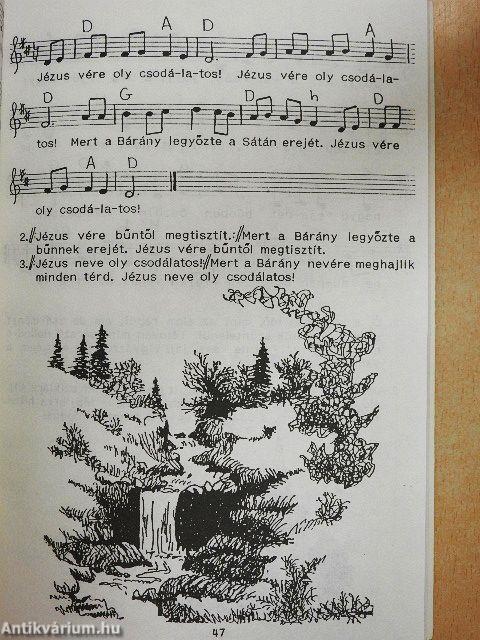 D A D A
Jézus vére oly csodá-la-tos! Jézus vére oly csodá-la-
D G D h D
tos! Mert a Bárány legyőzte a Sátán erejét. Jézus vére
A D
oly csodá-la-tos!
2.//Jézus vére bűntől megtisztít.://Mert a Bárány legyőzte a
bűnnek erejét. Jézus vére bűntől megtisztít.
3.//Jézus neve oly csodálatos!//Mert a Bárány nevére meghajlik
minden térd. Jézus neve oly csodálatos!
47
Antikvárium.hu